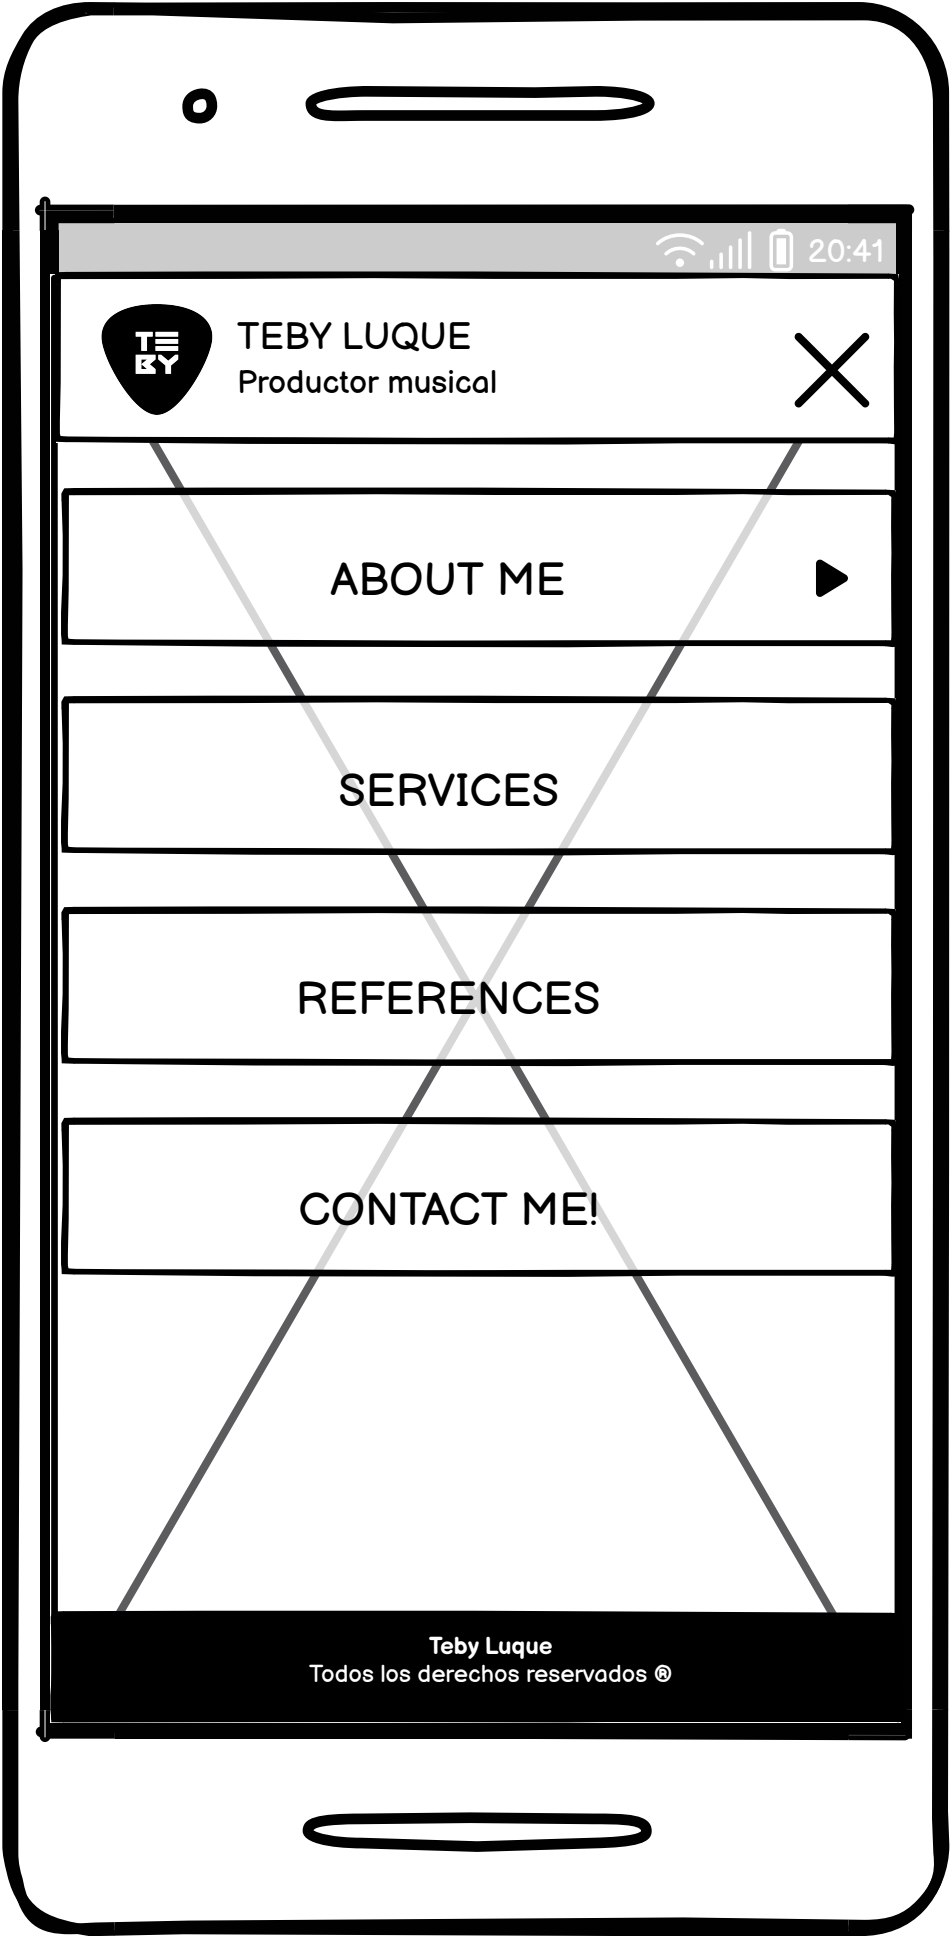 20:41
TE
BY
TEBY LUQUE
Productor musical
ABOUT ME
SERVICES
REFERENCES
CONTACT ME!
Teby Luque
Todos los derechos reservados ®